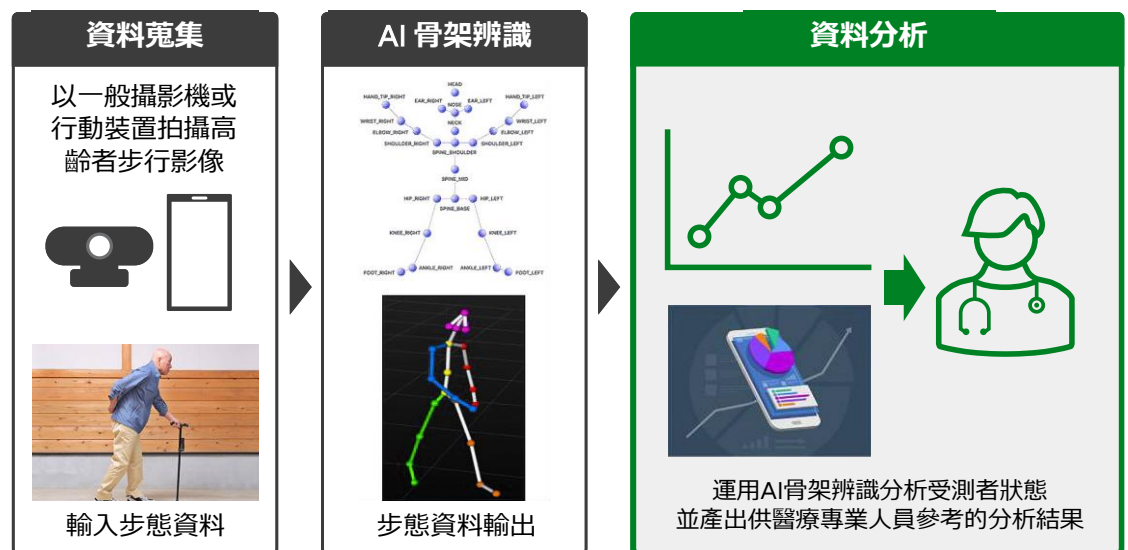 資料蒐集
以一般攝影機或
行動裝置拍攝高
齡者步行影像
輸入步態資料
AI 骨架辨識
HEAD
HAND_TIP_RIGHT
EAR_RIGHT
EAR_LEFT
HAND_TIP_LEFT
NOSE
WRIST_RIGHT
NECK
WRIST_LEFT
ELBOW_RIGHT
ELBOW_LEFT
SHOULDER_RIGHT
SHOULDER_LEFT
SPINE_SHOULDER
SPINE_MID
HIP_RIGHT
HIP_LEFT
SPINE_BASE
KNEE_RIGHT
KNEE_LEFT
FOOT_RIGHT
ANKLE_RIGHT
ANKLE_LEFT
FOOT_LEFT
步態資料輸出
資料分析
運用AI骨架辨識分析受測者狀態
並產出供醫療專業人員參考的分析結果